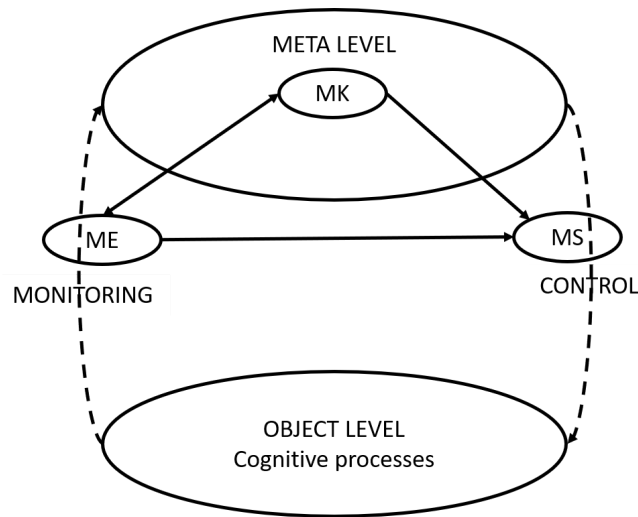 META LEVEL
MK
ME
MS
MONITORING
CONTROL
OBJECT LEVEL
Cognitive processes